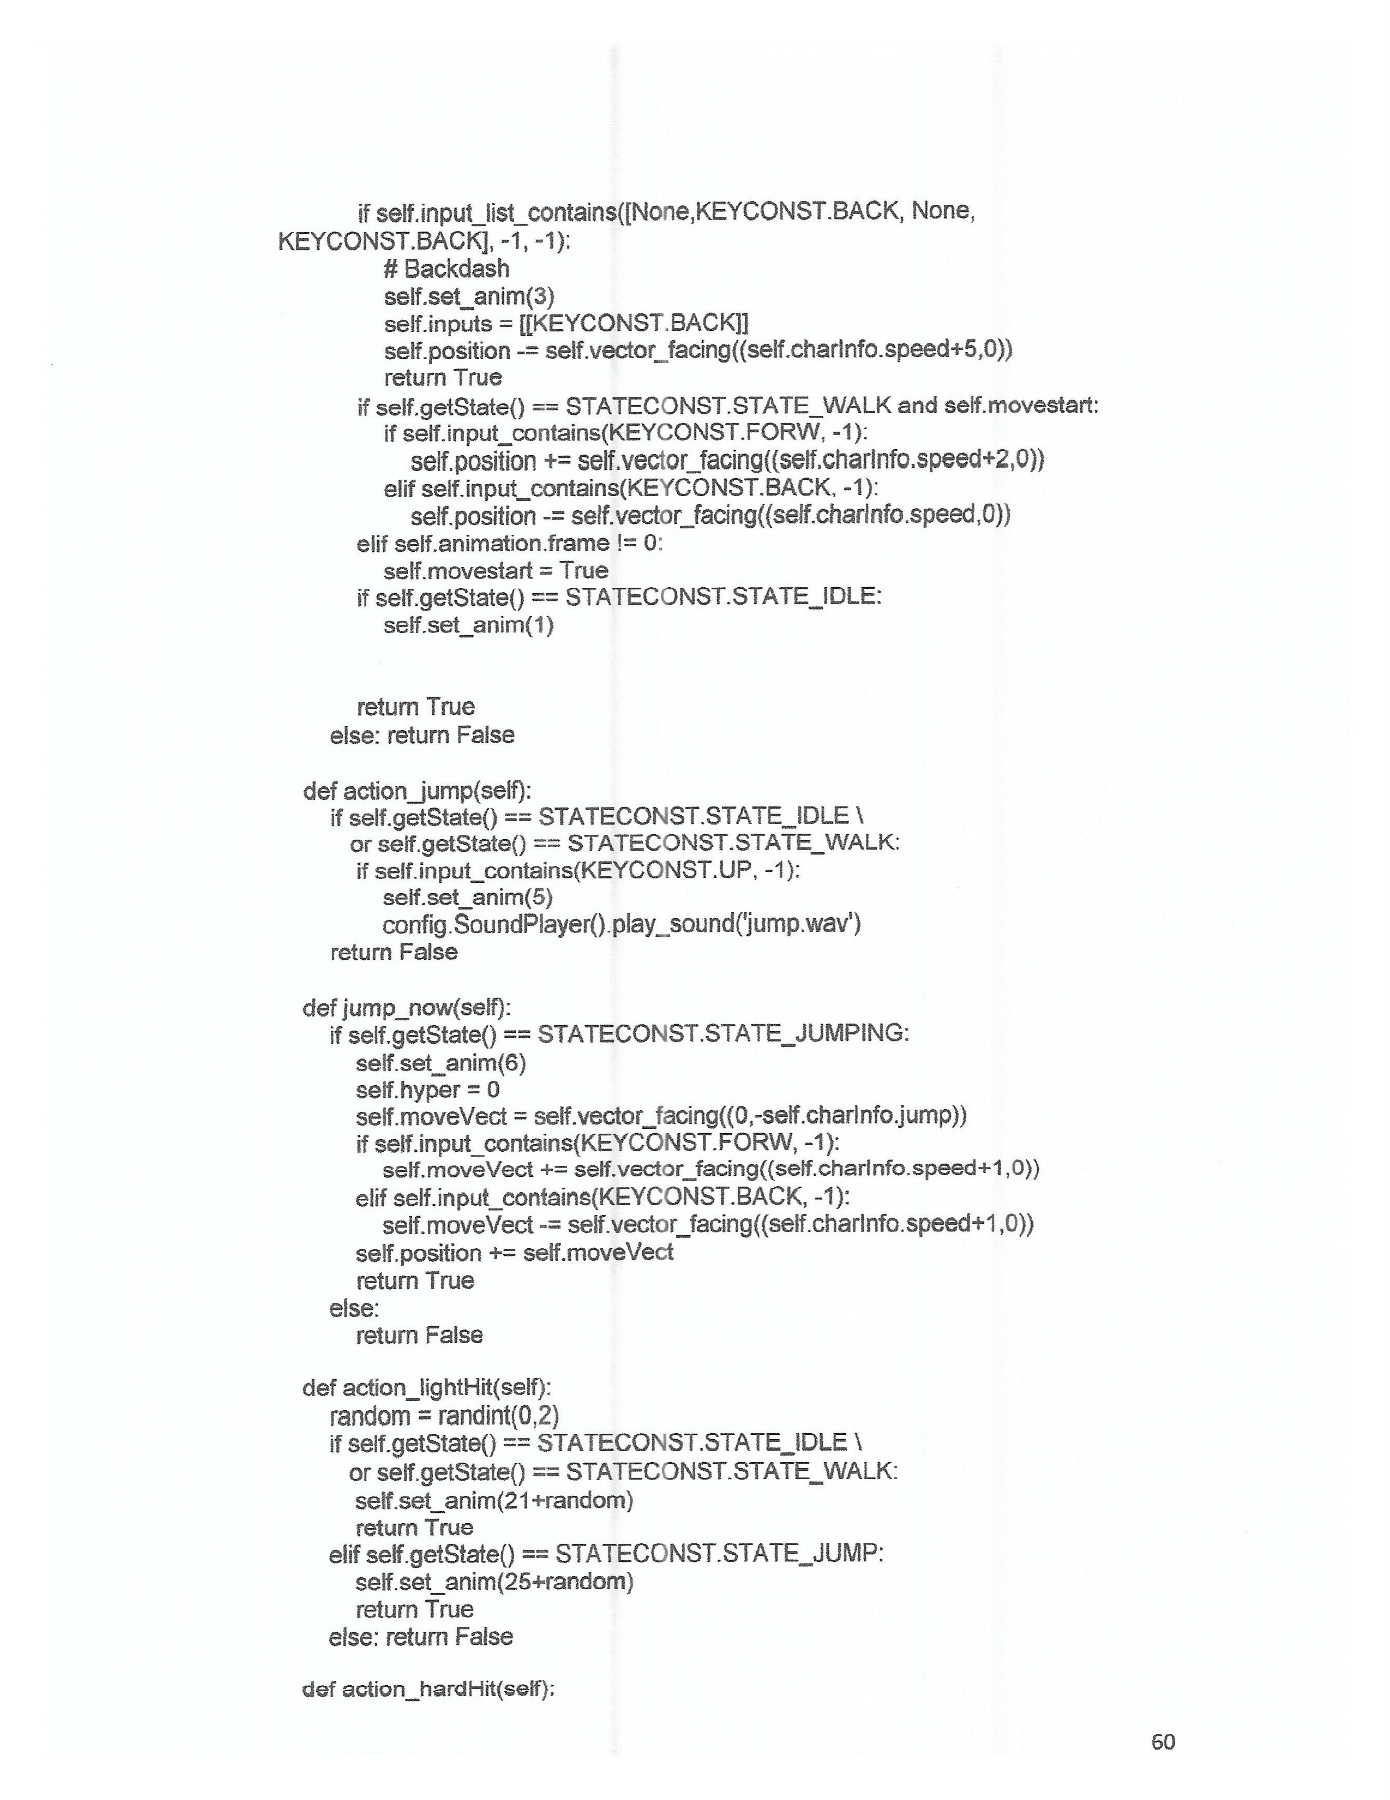 if self.input_list_contains([None,KEYCONST.BACK, None,
KEYCONST.BACK], -1, -1):
# Backdash
self.set_anim(3)
self.inputs = [[KEYCONST.BACK]]
self.position -= self.vector_facing((self.charInfo.speed+5,0))
return True
if self.getState() == STATECONST.STATE_WALK and self.movestart:
if self.input_contains(KEYCONST.FORW, -1):
self.position += self.vector_facing((self.charInfo.speed+2,0))
elif self.input_contains(KEYCONST.BACK, -1):
self.position -= self.vector_facing((self.charInfo.speed,0))
elif self.animation.frame != 0:
self.movestart = True
if self.getState() == STATECONST.STATE_IDLE:
self.set_anim(1)
return True
else: return False
def action_jump(self):
if self.getState() == STATECONST.STATE_IDLE \
or self.getState() == STATECONST.STATE_WALK:
if self.input_contains(KEYCONST.UP, -1):
self.set_anim(5)
config.SoundPlayer().play_sound('jump.wav')
return False
def jump_now(self):
if self.getState() == STATECONST.STATE_JUMPING:
self.set_anim(6)
self.hyper = 0
self.moveVect = self.vector_facing((0,-self.charInfo.jump))
if self.input_contains(KEYCONST.FORW, -1):
self.moveVect += self.vector_facing((self.charInfo.speed+1,0))
elif self.input_contains(KEYCONST.BACK, -1):
self.moveVect -= self.vector_facing((self.charInfo.speed+1,0))
self.position += self.moveVect
return True
else:
return False
def action_lightHit(self):
random = randint(0,2)
if self.getState() == STATECONST.STATE_IDLE \
or self.getState() == STATECONST.STATE_WALK:
self.set_anim(21+random)
return True
elif self.getState() == STATECONST.STATE_JUMP:
self.set_anim(25+random)
return True
else: return False
def action_hardHit(self):
60